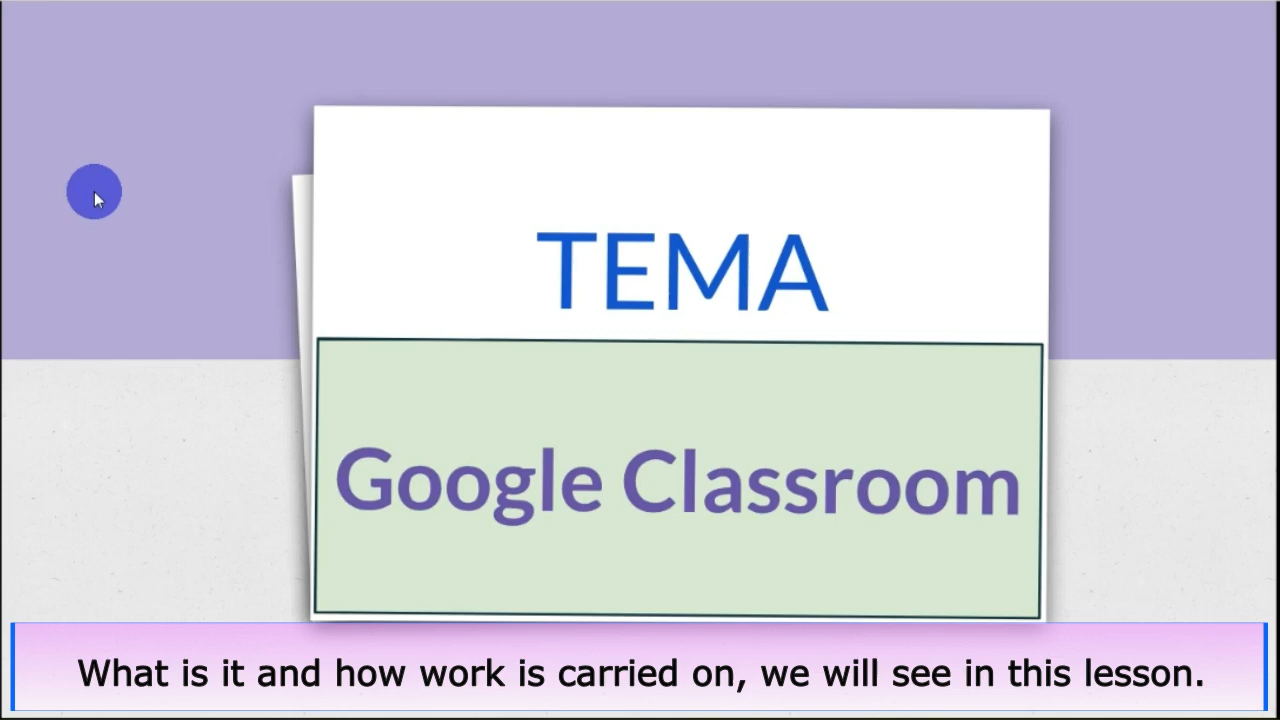 TEMA
Google Classroom
What is it and how work is carried on, we will see in this lesson.